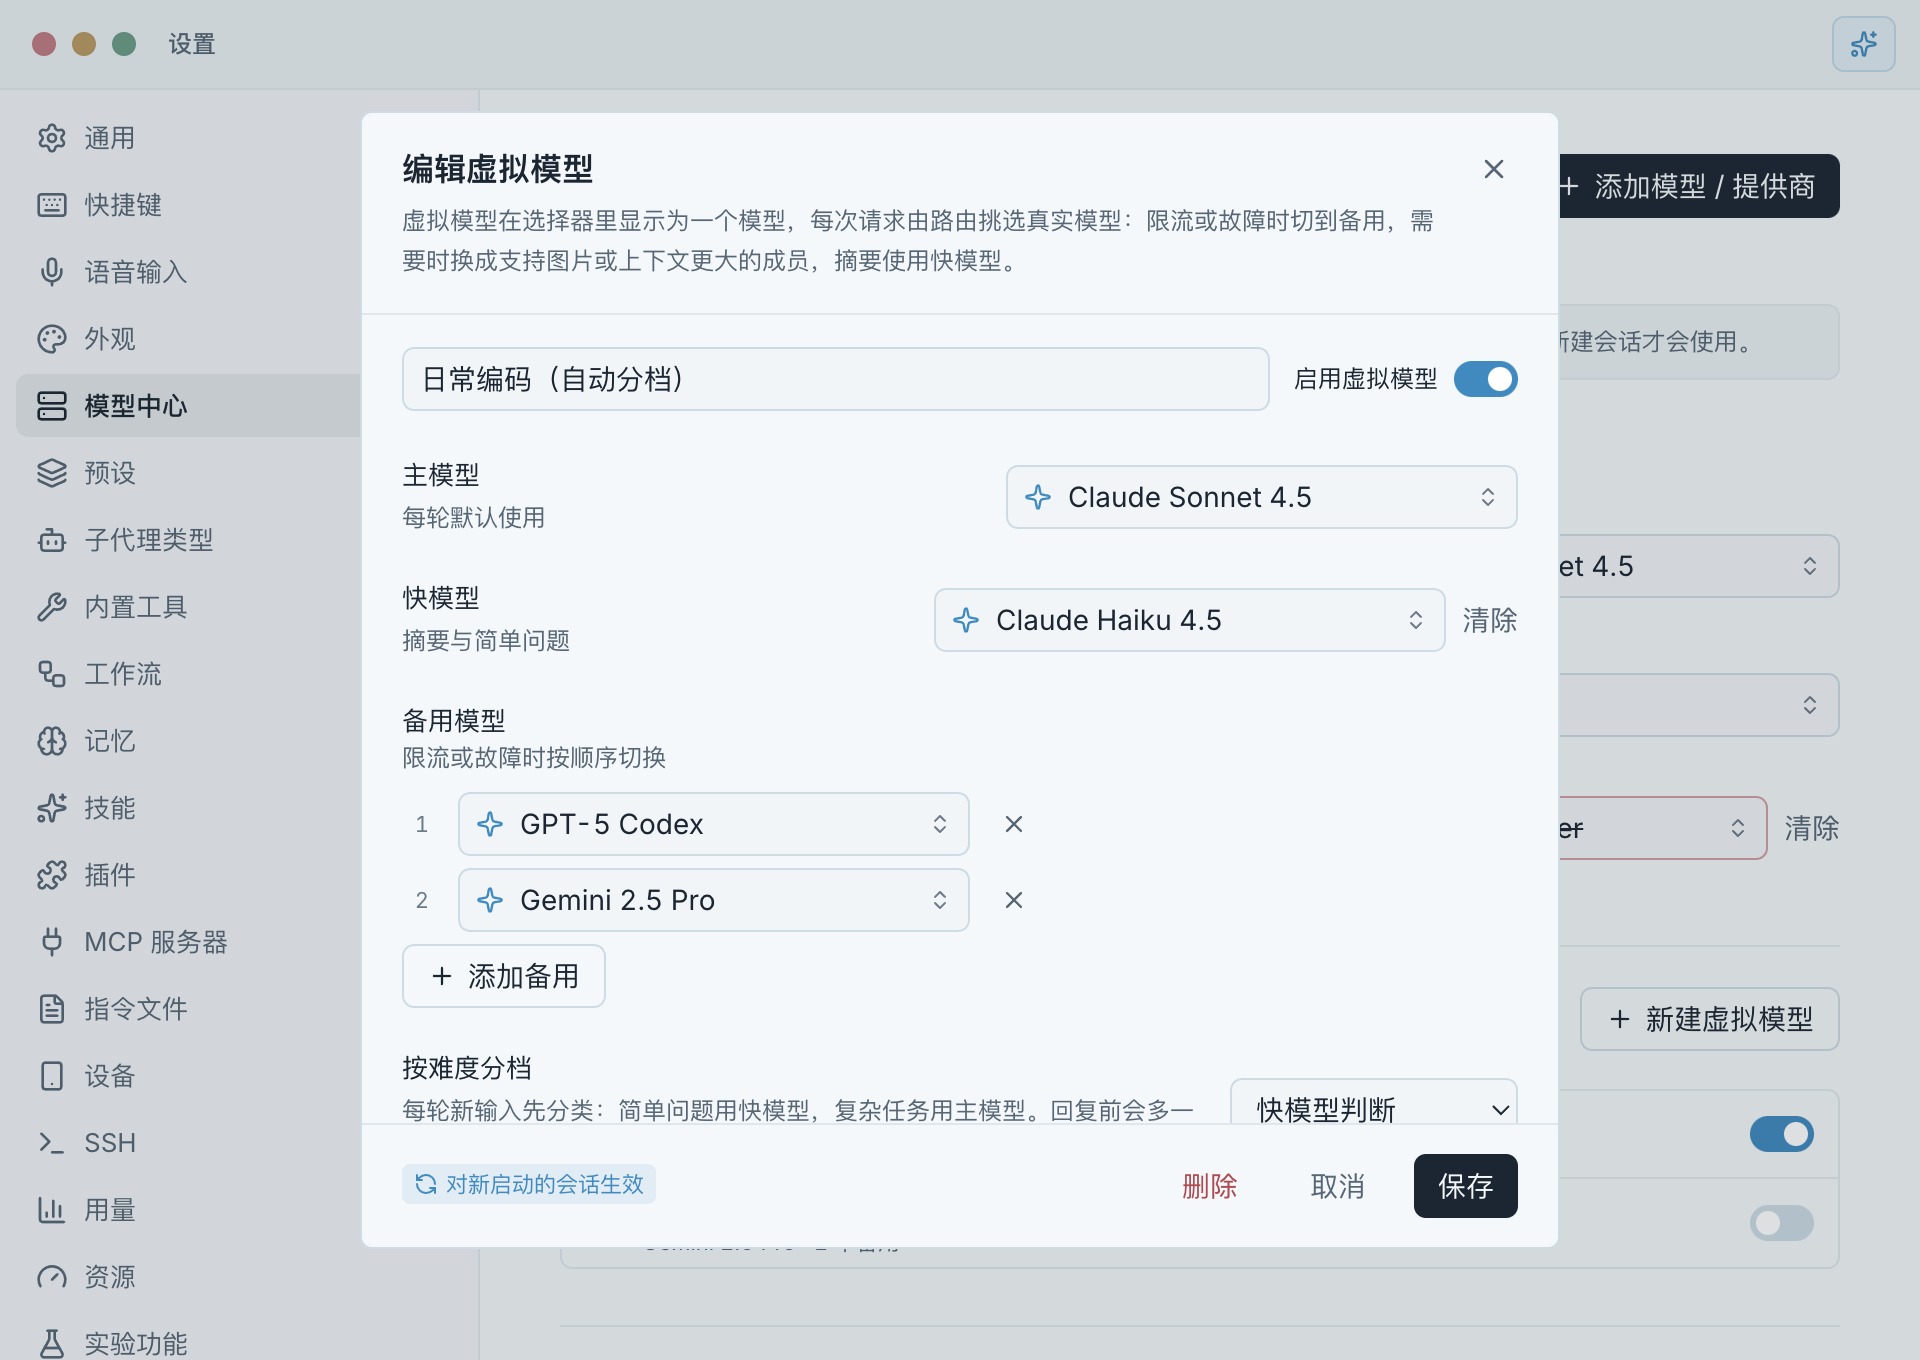 设置
通用
快捷键
语音输入
外观
模型中心
预设
子代理类型
内置工具
工作流
记忆
技能
插件
MCP 服务器
指令文件
设备
SSH
用量
资源
实验功能
添加模型 / 提供商
新建会话才会使用。
et 4.5
er
清除
新建虚拟模型
编辑虚拟模型
虚拟模型在选择器里显示为一个模型，每次请求由路由挑选真实模型：限流或故障时切到备用，需
要时换成支持图片或上下文更大的成员，摘要使用快模型。
日常编码（自动分档）
启用虚拟模型
主模型
每轮默认使用
Claude Sonnet 4.5
快模型
摘要与简单问题
Claude Haiku 4.5
清除
备用模型
限流或故障时按顺序切换
1
GPT-5 Codex
2
Gemini 2.5 Pro
添加备用
按难度分档
每轮新输入先分类：简单问题用快模型，复杂任务用主模型。回复前会多一
快模型判断
对新启动的会话生效
删除
取消
保存